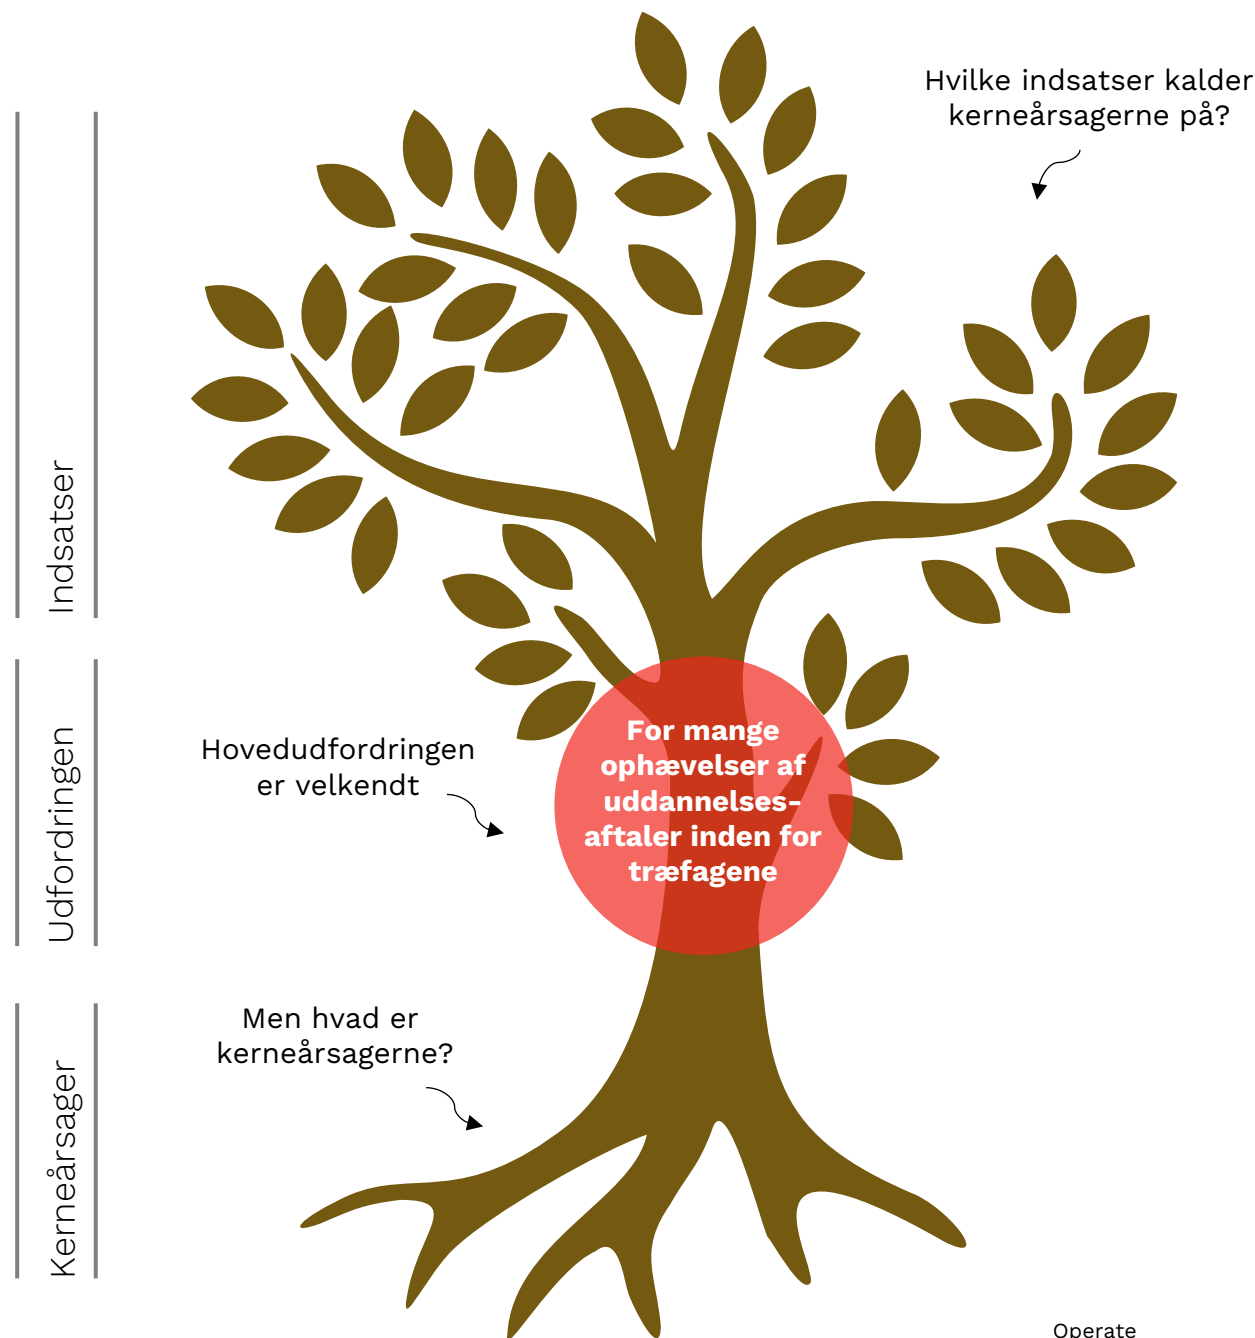 Hvilke indsatser kalder
kerneårsagerne på?
Indsatser
Udfordringen
Hovedudfordringen
er velkendt
For mange
ophævelser af
uddannelses-
aftaler inden for
træfagene
Kerneårsager
Men hvad er
kerneårsagerne?
Operate